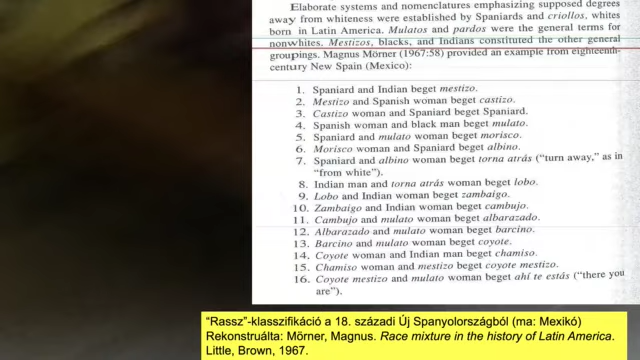 Elaborate systems and nomenclatures emphasizing supposed degrees
away from whiteness were established by Spaniards and criollos, whites
born in Latin America. Mulatos and pardos were the general terms for
nonwhites. Mestizos, blacks, and Indians constituted the other general
groupings. Magnus Mörner (1967:58) provided an example from eighteenth-
century New Spain (Mexico):
1. Spaniard and Indian beget mestizo.
2. Mestizo and Spanish woman beget castizo.
3. Castizo woman and Spaniard beget Spaniard.
4. Spanish woman and black man beget mulato.
5. Spaniard and mulato woman beget morisco.
6. Morisco woman and Spaniard beget albino.
7. Spaniard and albino woman beget torna atrás ("turn away," as in
"from white").
8. Indian man and torna atrás woman beget lobo.
9. Lobo and Indian woman beget zambaigo.
10. Zambaigo and Indian woman beget cambujo.
11. Cambujo and mulato woman beget albarazado.
12. Albarazado and mulato woman beget barcino.
13. Barcino and mulato woman beget coyote.
14. Coyote woman and Indian man beget chamiso.
15. Chamiso woman and mestizo beget coyote mestizo.
16. Coyote mestizo and mulato woman beget ahí te estás ("there you
are").
"Rassz"-klasszifikáció a 18. századi Új Spanyolországból (ma: Mexikó)
Rekonstruálta: Mörner, Magnus. Race mixture in the history of Latin America.
Little, Brown, 1967.